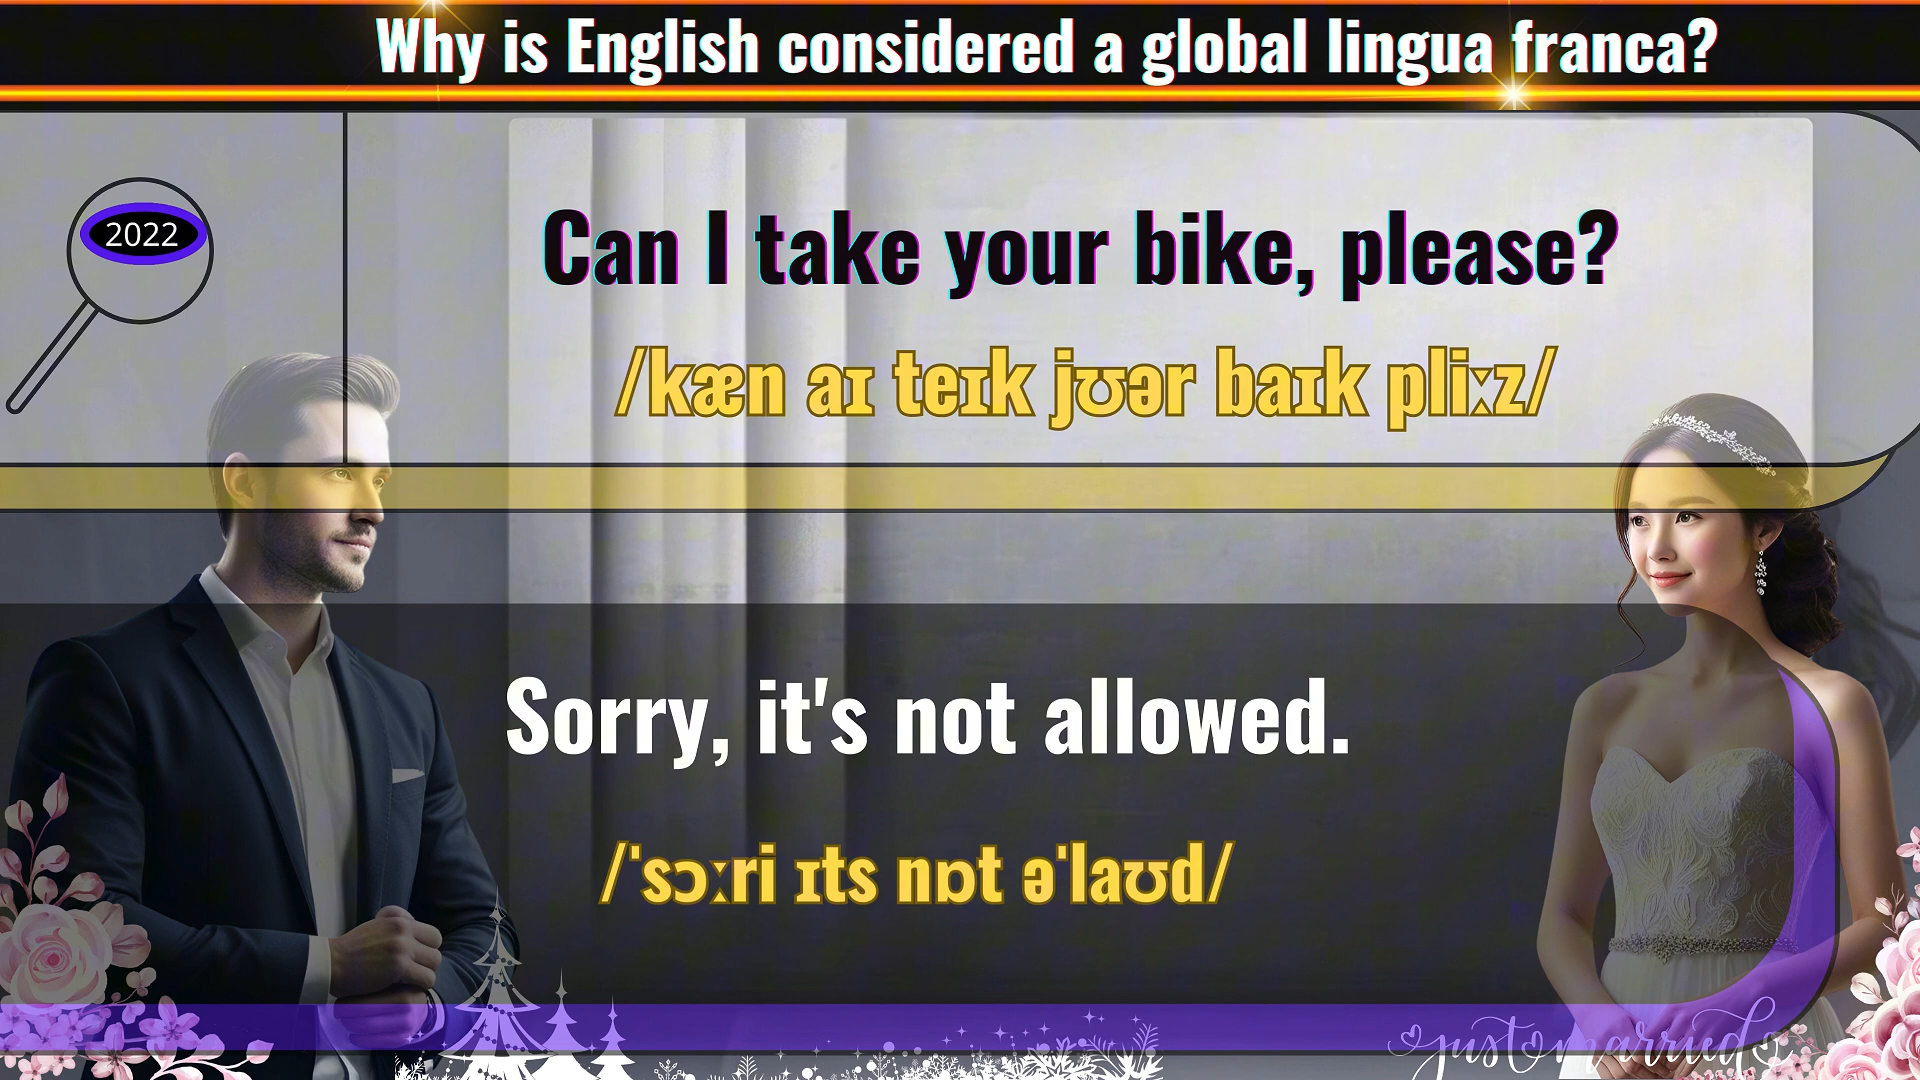 Why is English considered a global lingua franca?
2022
Can I take your bike, please?
/kæn aɪ teɪk jʊər baɪk pliːz/
Sorry, it's not allowed.
/ˈsɔːri ɪts nɒt əˈlaʊd/
just married